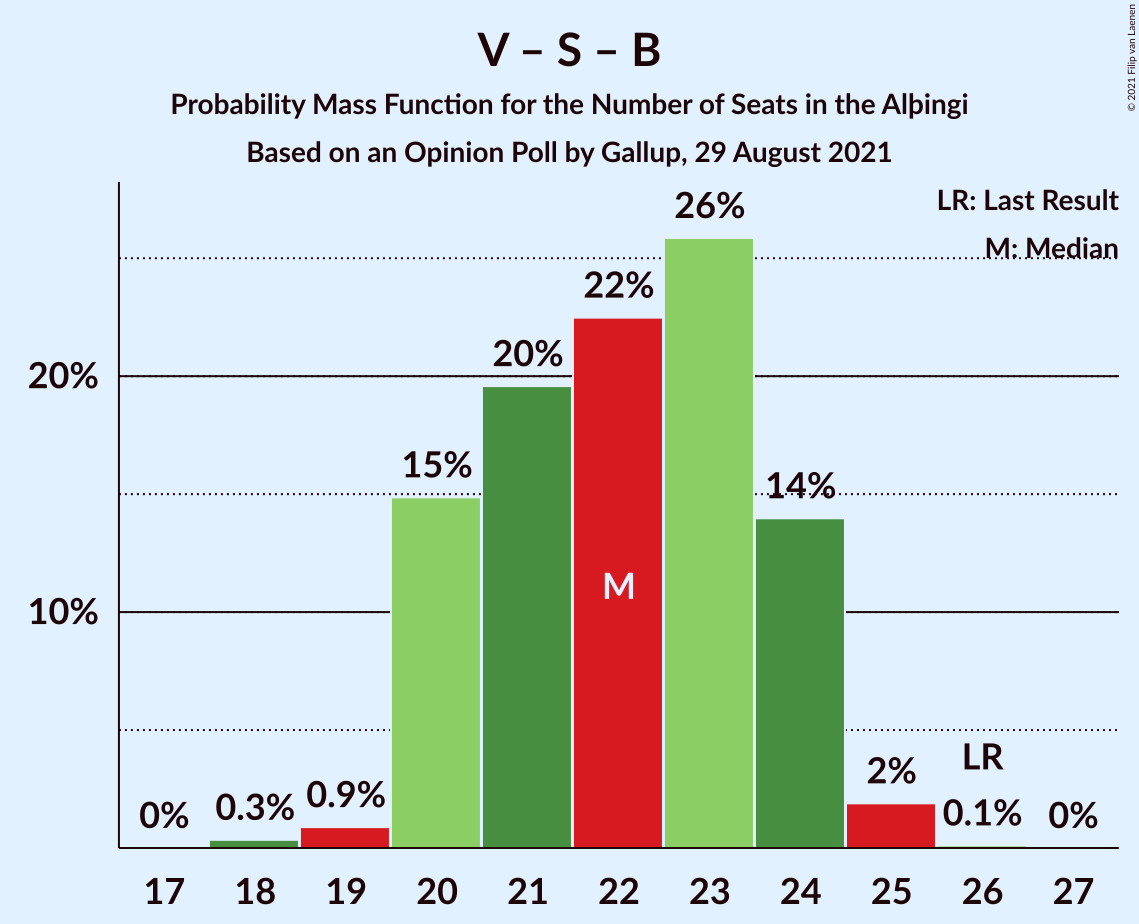 V – S – B
Probability Mass Function for the Number of Seats in the Alþingi
Based on an Opinion Poll by Gallup, 29 August 2021
© 2021 Filip van Laenen
LR: Last Result
M: Median
26%
22%
20%
20%
15%
14%
M
10%
LR
2%
0.9%
0.3%
0%
0.1%
0%
17 18 19 20 21 22 23 24 25 26 27